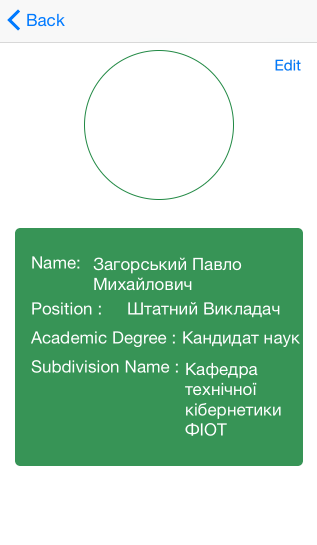 Back
Edit
Name: Загорський Павло
Михайлович
Position : Штатний Викладач
Academic Degree : Кандидат наук
Subdivision Name : Кафедра
технічної
кібернетики
ФІОТ